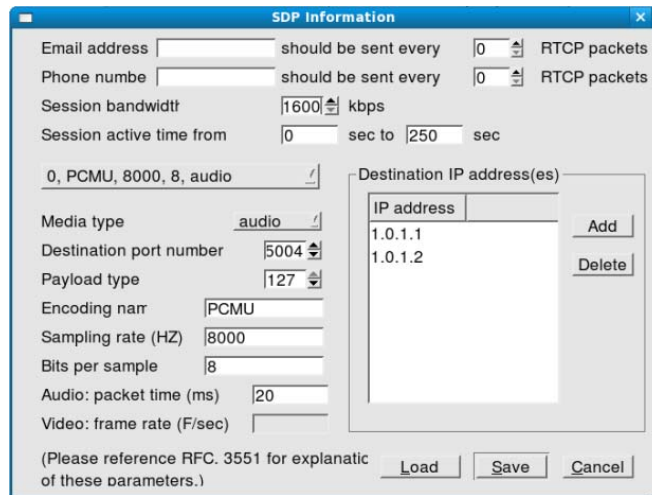 SDP Information
Email address should be sent every 0 RTCP packets
Phone numbe should be sent every 0 RTCP packets
Session bandwidth 1600 kbps
Session active time from 0 sec to 250 sec
0, PCMU, 8000, 8, audio
Media type audio
Destination port number 5004
Payload type 127
Encoding nam PCMU
Sampling rate (HZ) 8000
Bits per sample 8
Audio: packet time (ms) 20
Video: frame rate (F/sec)
Destination IP address(es)
IP address
1.0.1.1
1.0.1.2
Add
Delete
(Please reference RFC. 3551 for explanatic
of these parameters.)
Load Save Cancel